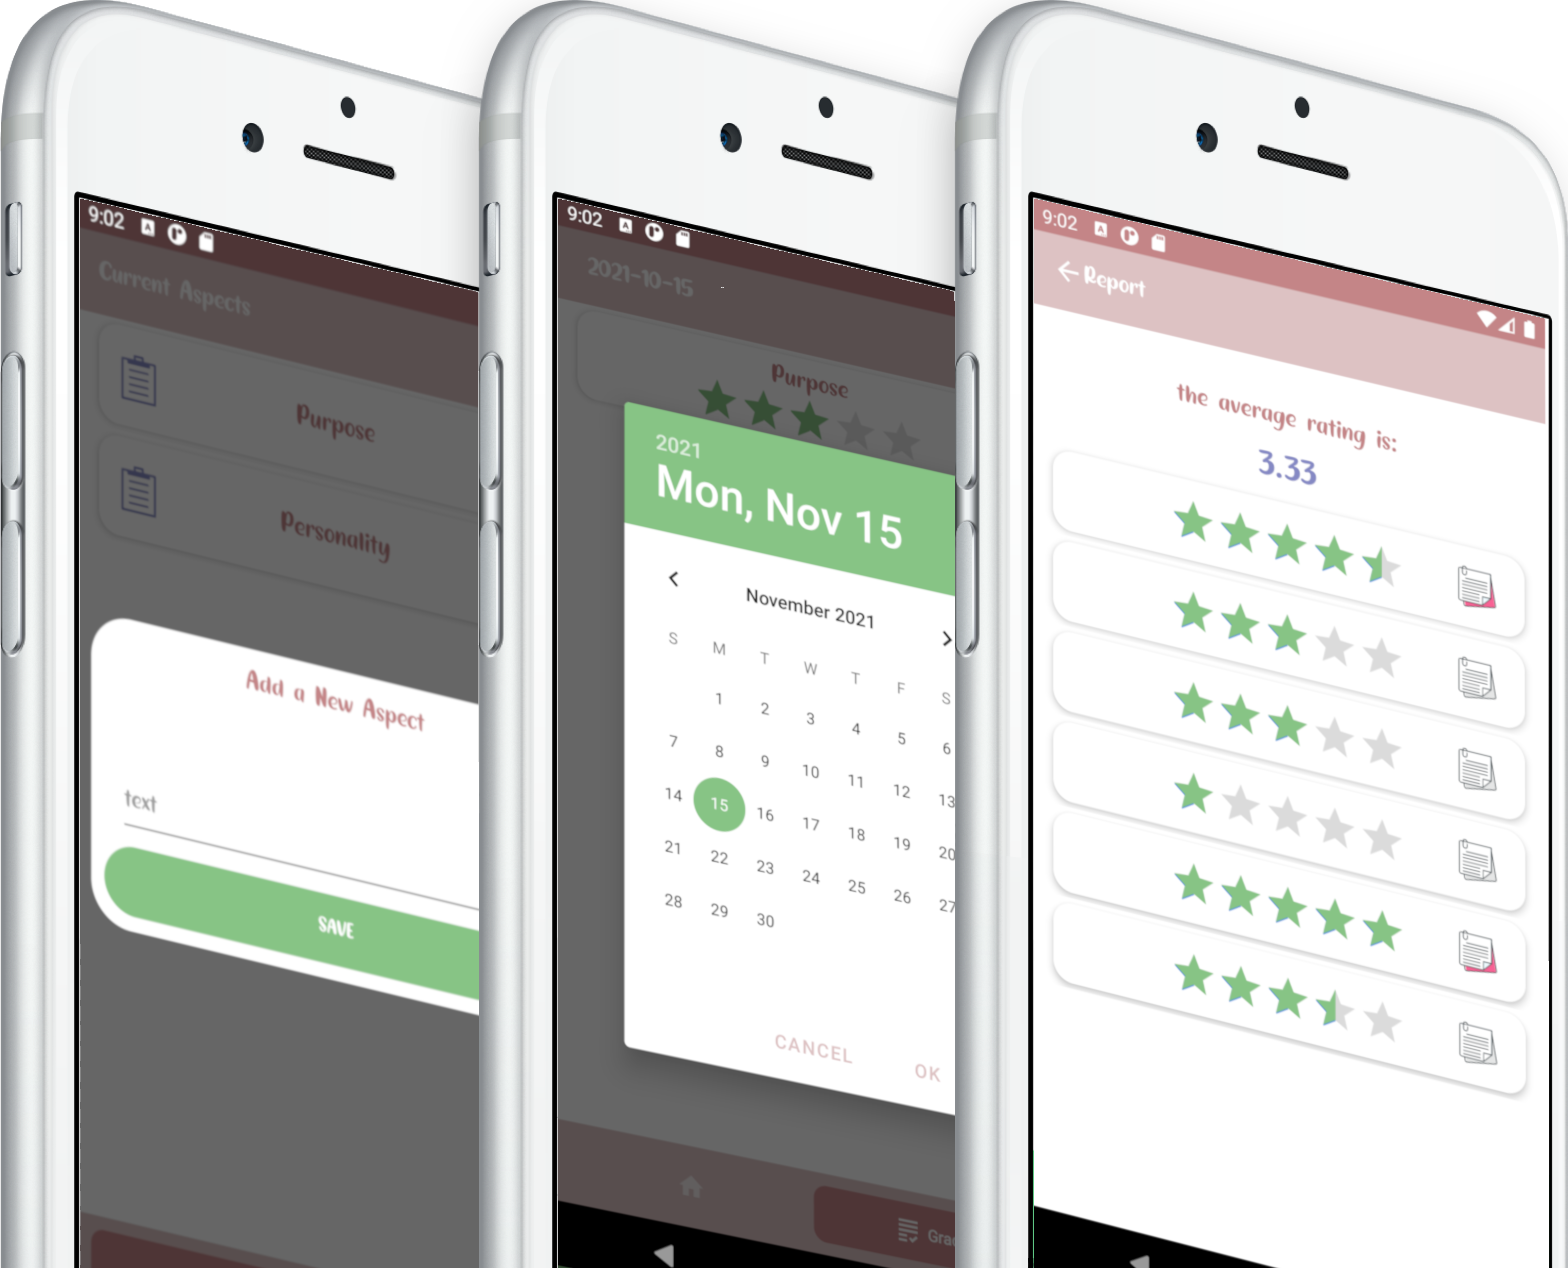 9:02
Current Aspects
Purpose
Personality
Add a New Aspect
text
SAVE
9:02
2021-10-15
Purpose
2021
Mon, Nov 15
November 2021
S M T W T F S
1 2 3 4 5 6
7 8 9 10 11 12 13
14 15 16 17 18 19 20
21 22 23 24 25 26 27
28 29 30
CANCEL OK
Grad
9:02
Report
the average rating is:
3.33